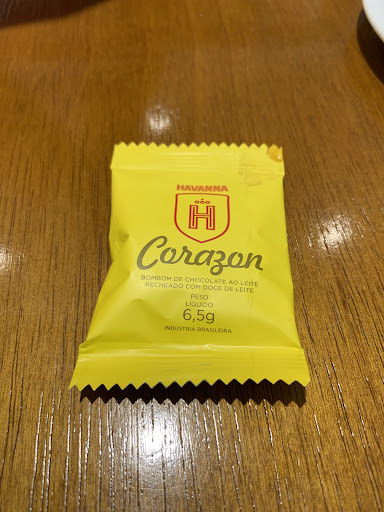 HAVANNA
H
Corazon
BOMBOM DE CHOCOLATE AO LEITE
RECHEADO COM DOCE DE LEITE
PESO
LÍQUIDO
6,5g
INDÚSTRIA BRASILEIRA